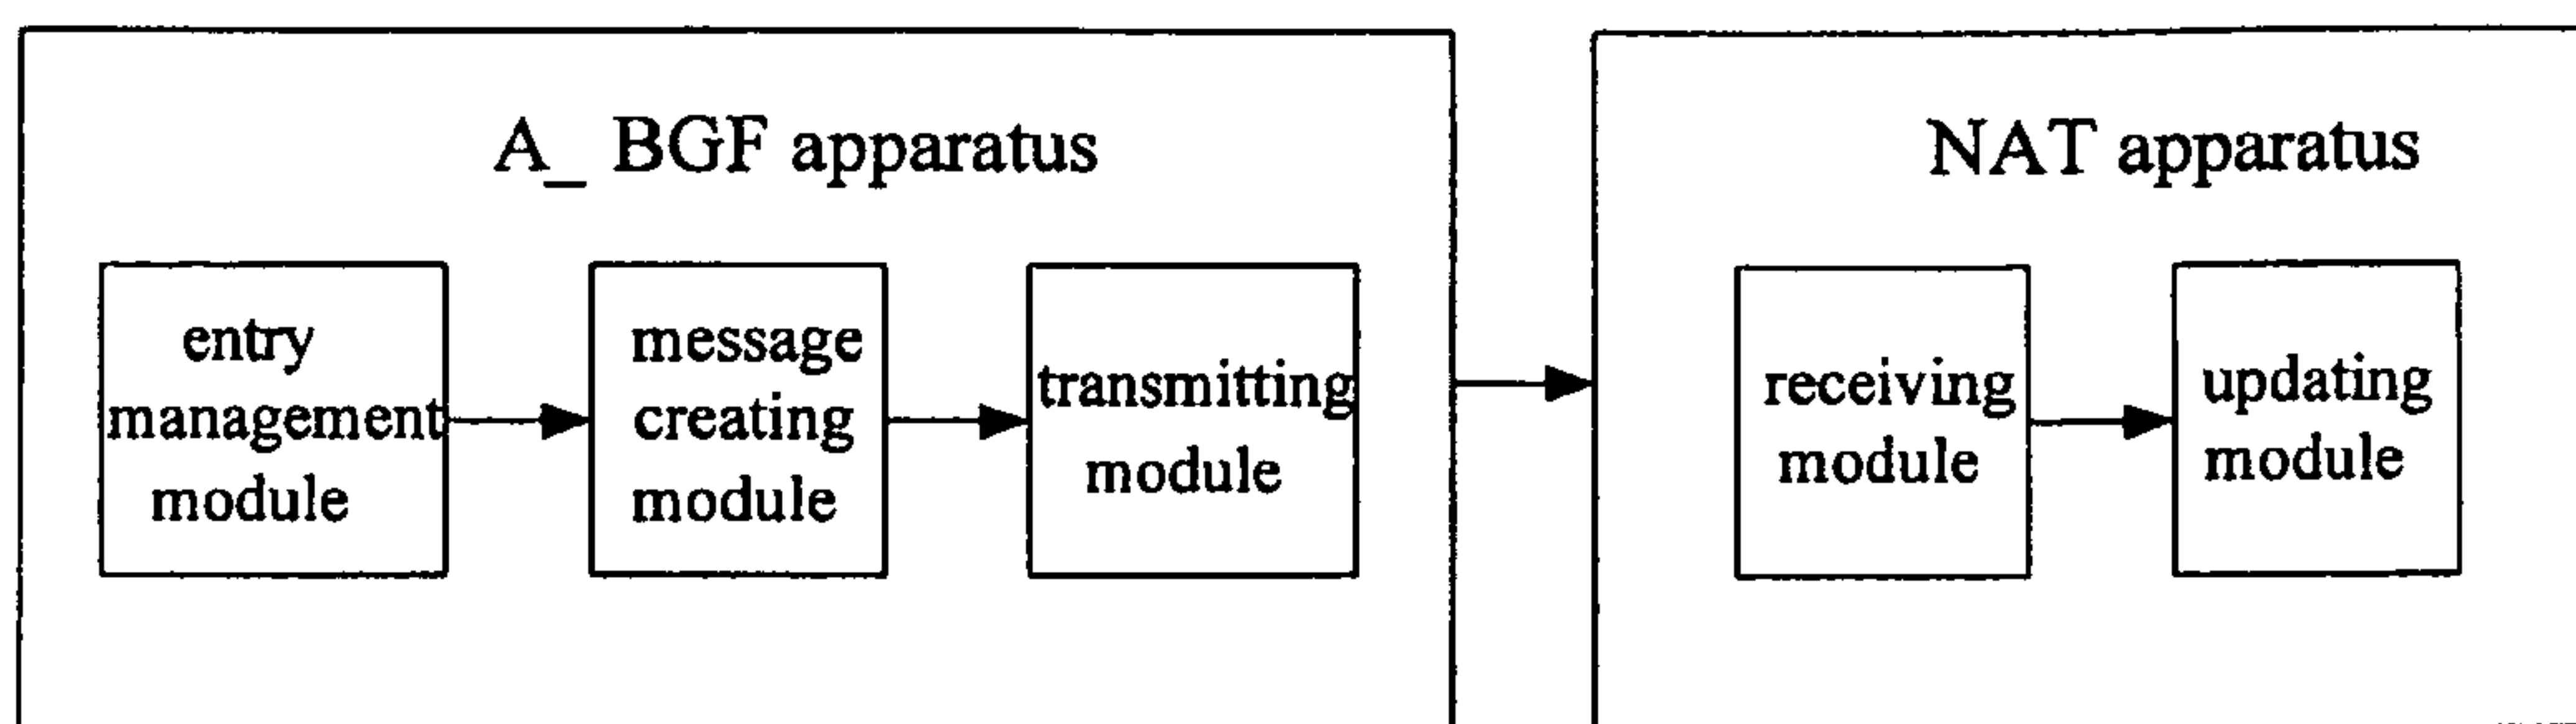 A_ BGF apparatus
NAT apparatus
entry
management
module
message
creating
module
transmitting
module
receiving
module
updating
module